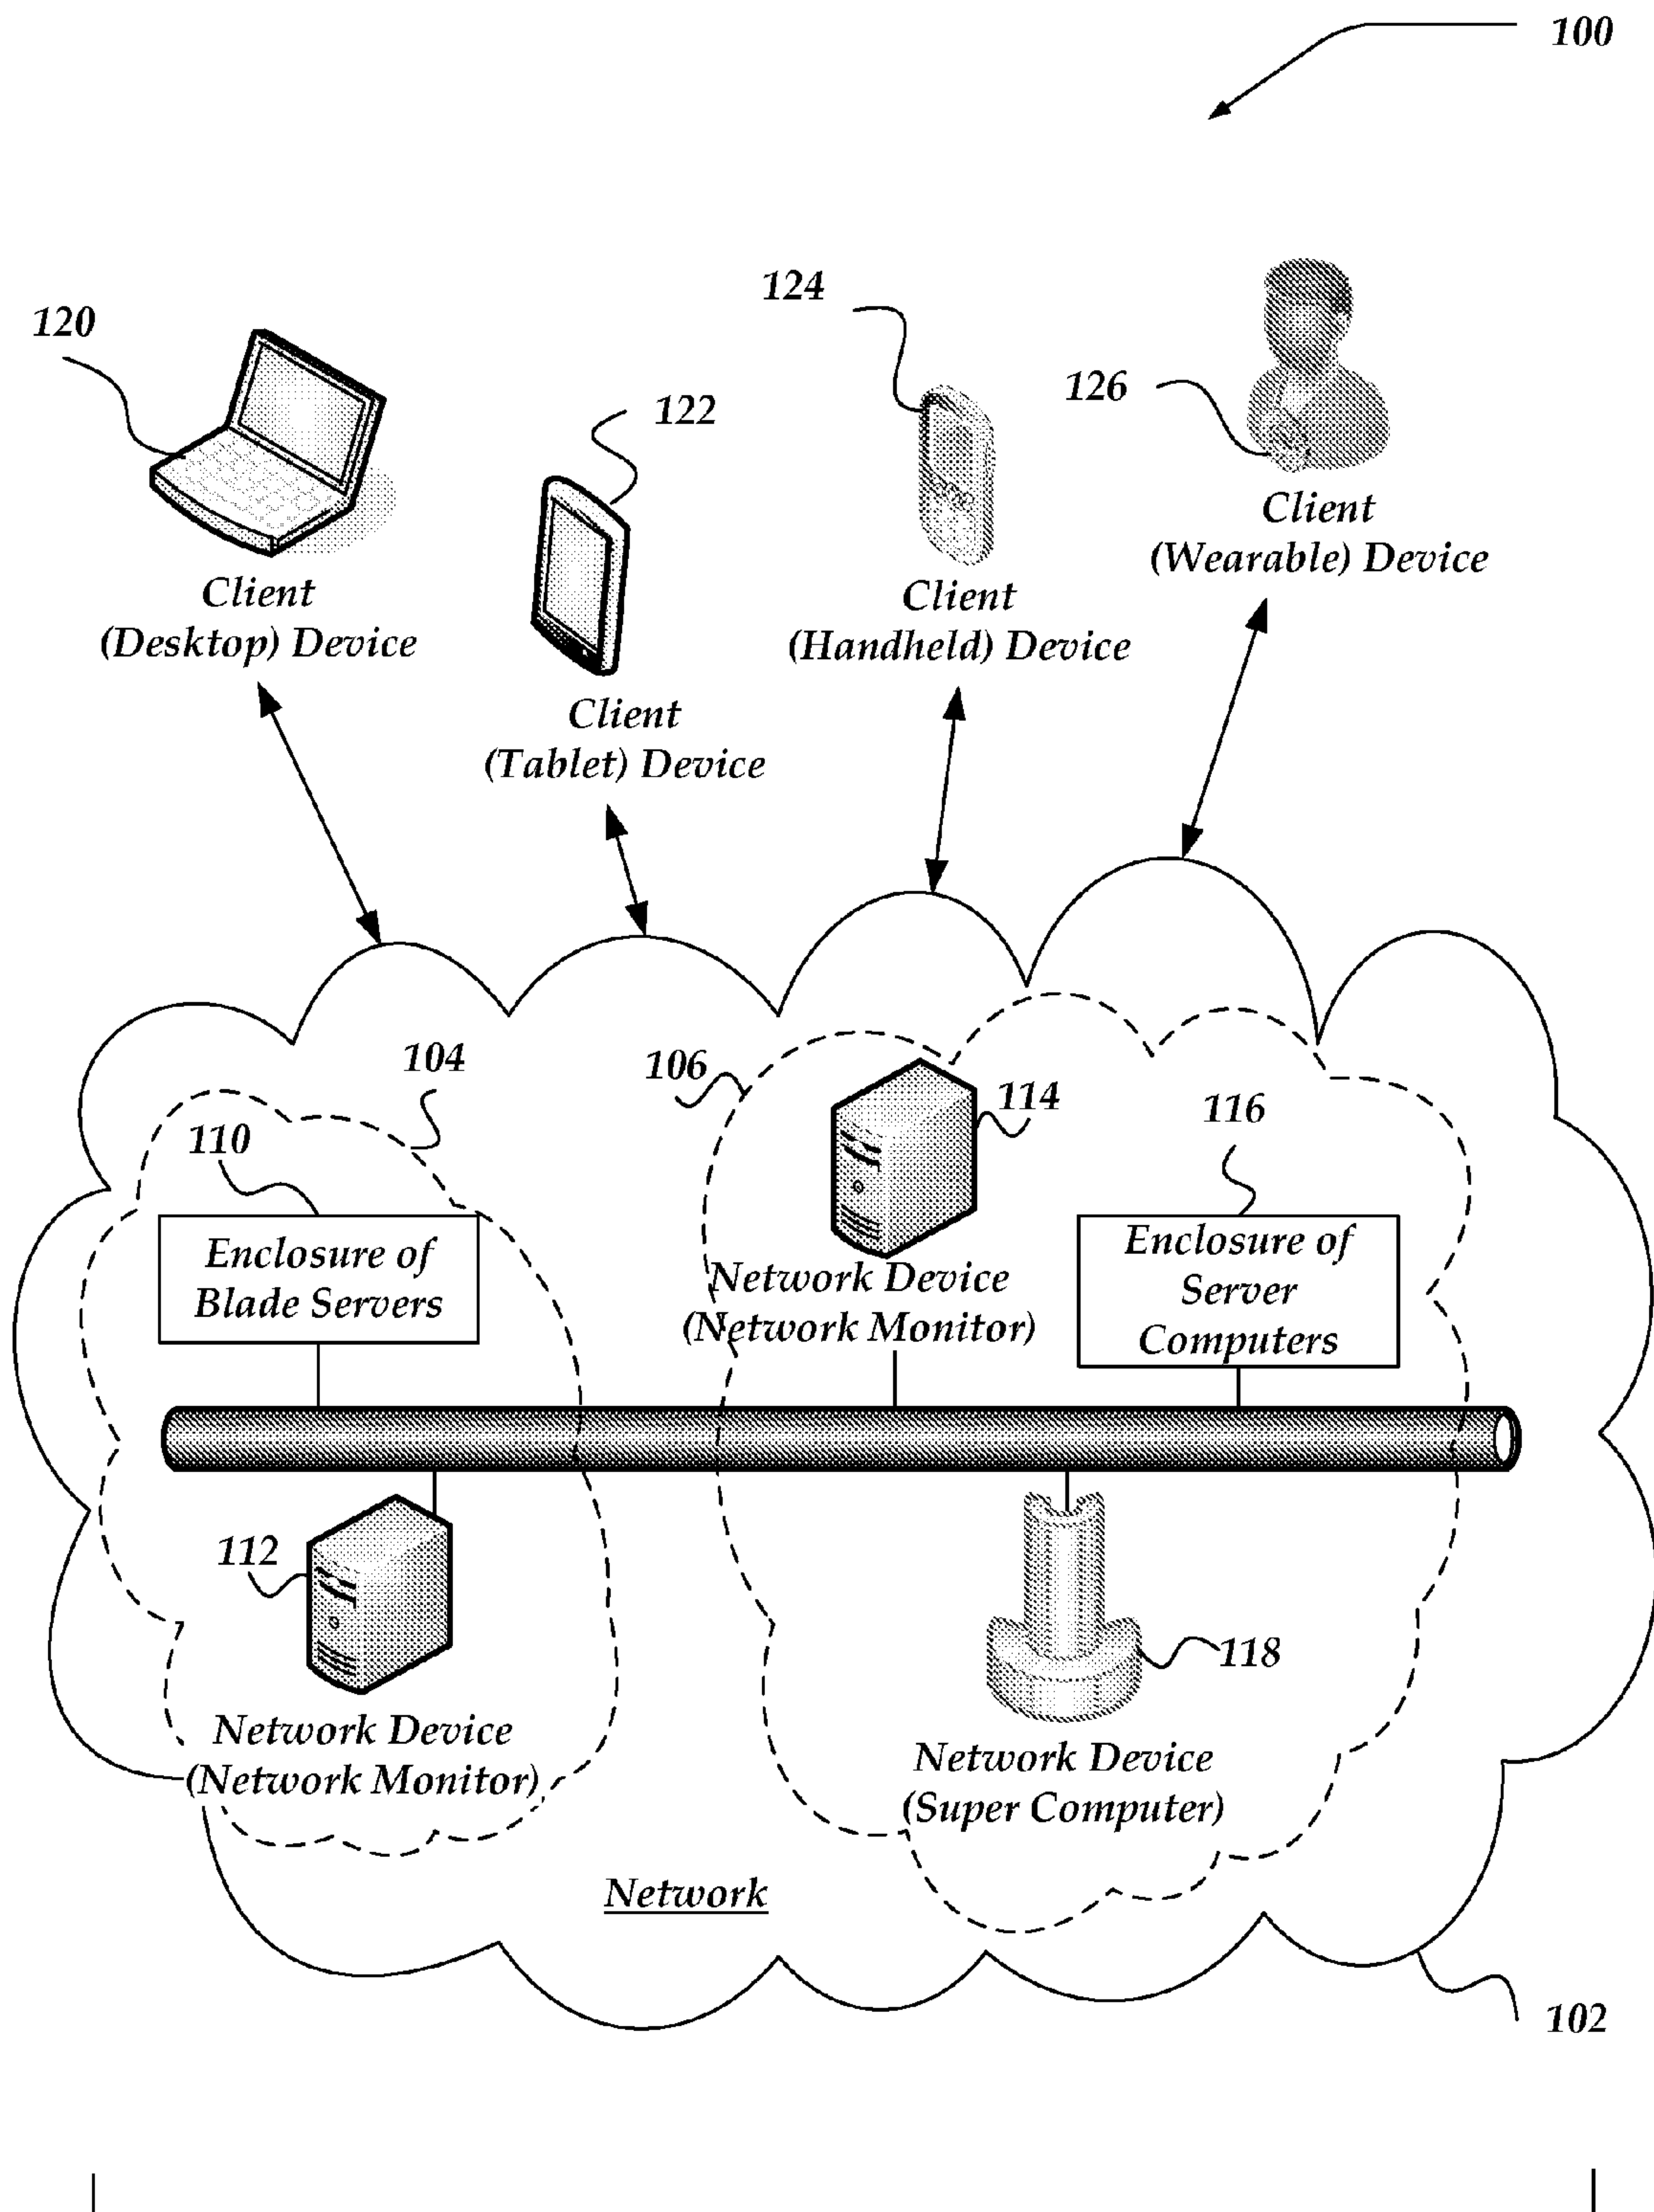 100
124
120
126
122
Client
(Wearable) Device
Client
(Desktop) Device
Client
(Handheld) Device
Client
(Tablet) Device
104
106
114
116
110
Enclosure of
Blade Servers
Network Device
(Network Monitor)
Enclosure of
Server
Computers
112
118
Network Device
(Network Monitor)
Network Device
(Super Computer)
Network
102